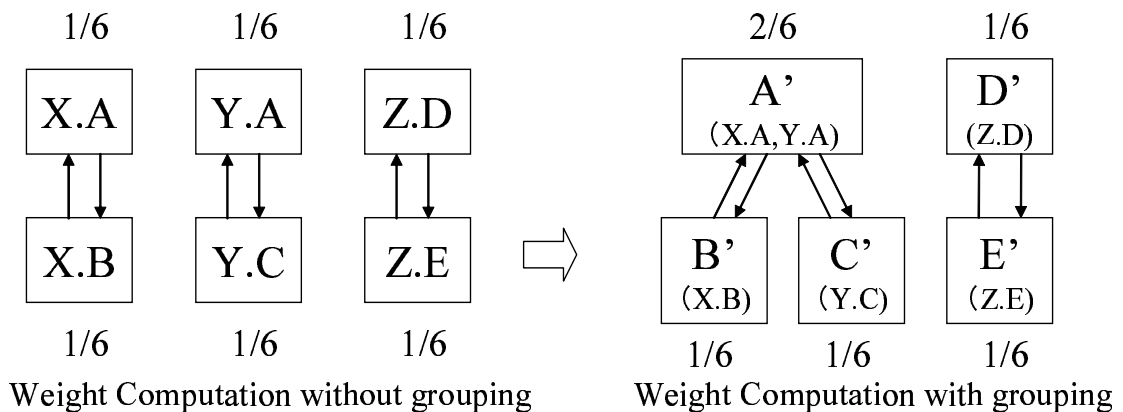 1/6 1/6 1/6 2/6 1/6
X.A Y.A Z.D A’ D’
(X.A,Y.A) (Z.D)
X.B Y.C Z.E B’ C’ E’
(X.B) (Y.C) (Z.E)
1/6 1/6 1/6 1/6 1/6 1/6
Weight Computation without grouping Weight Computation with grouping